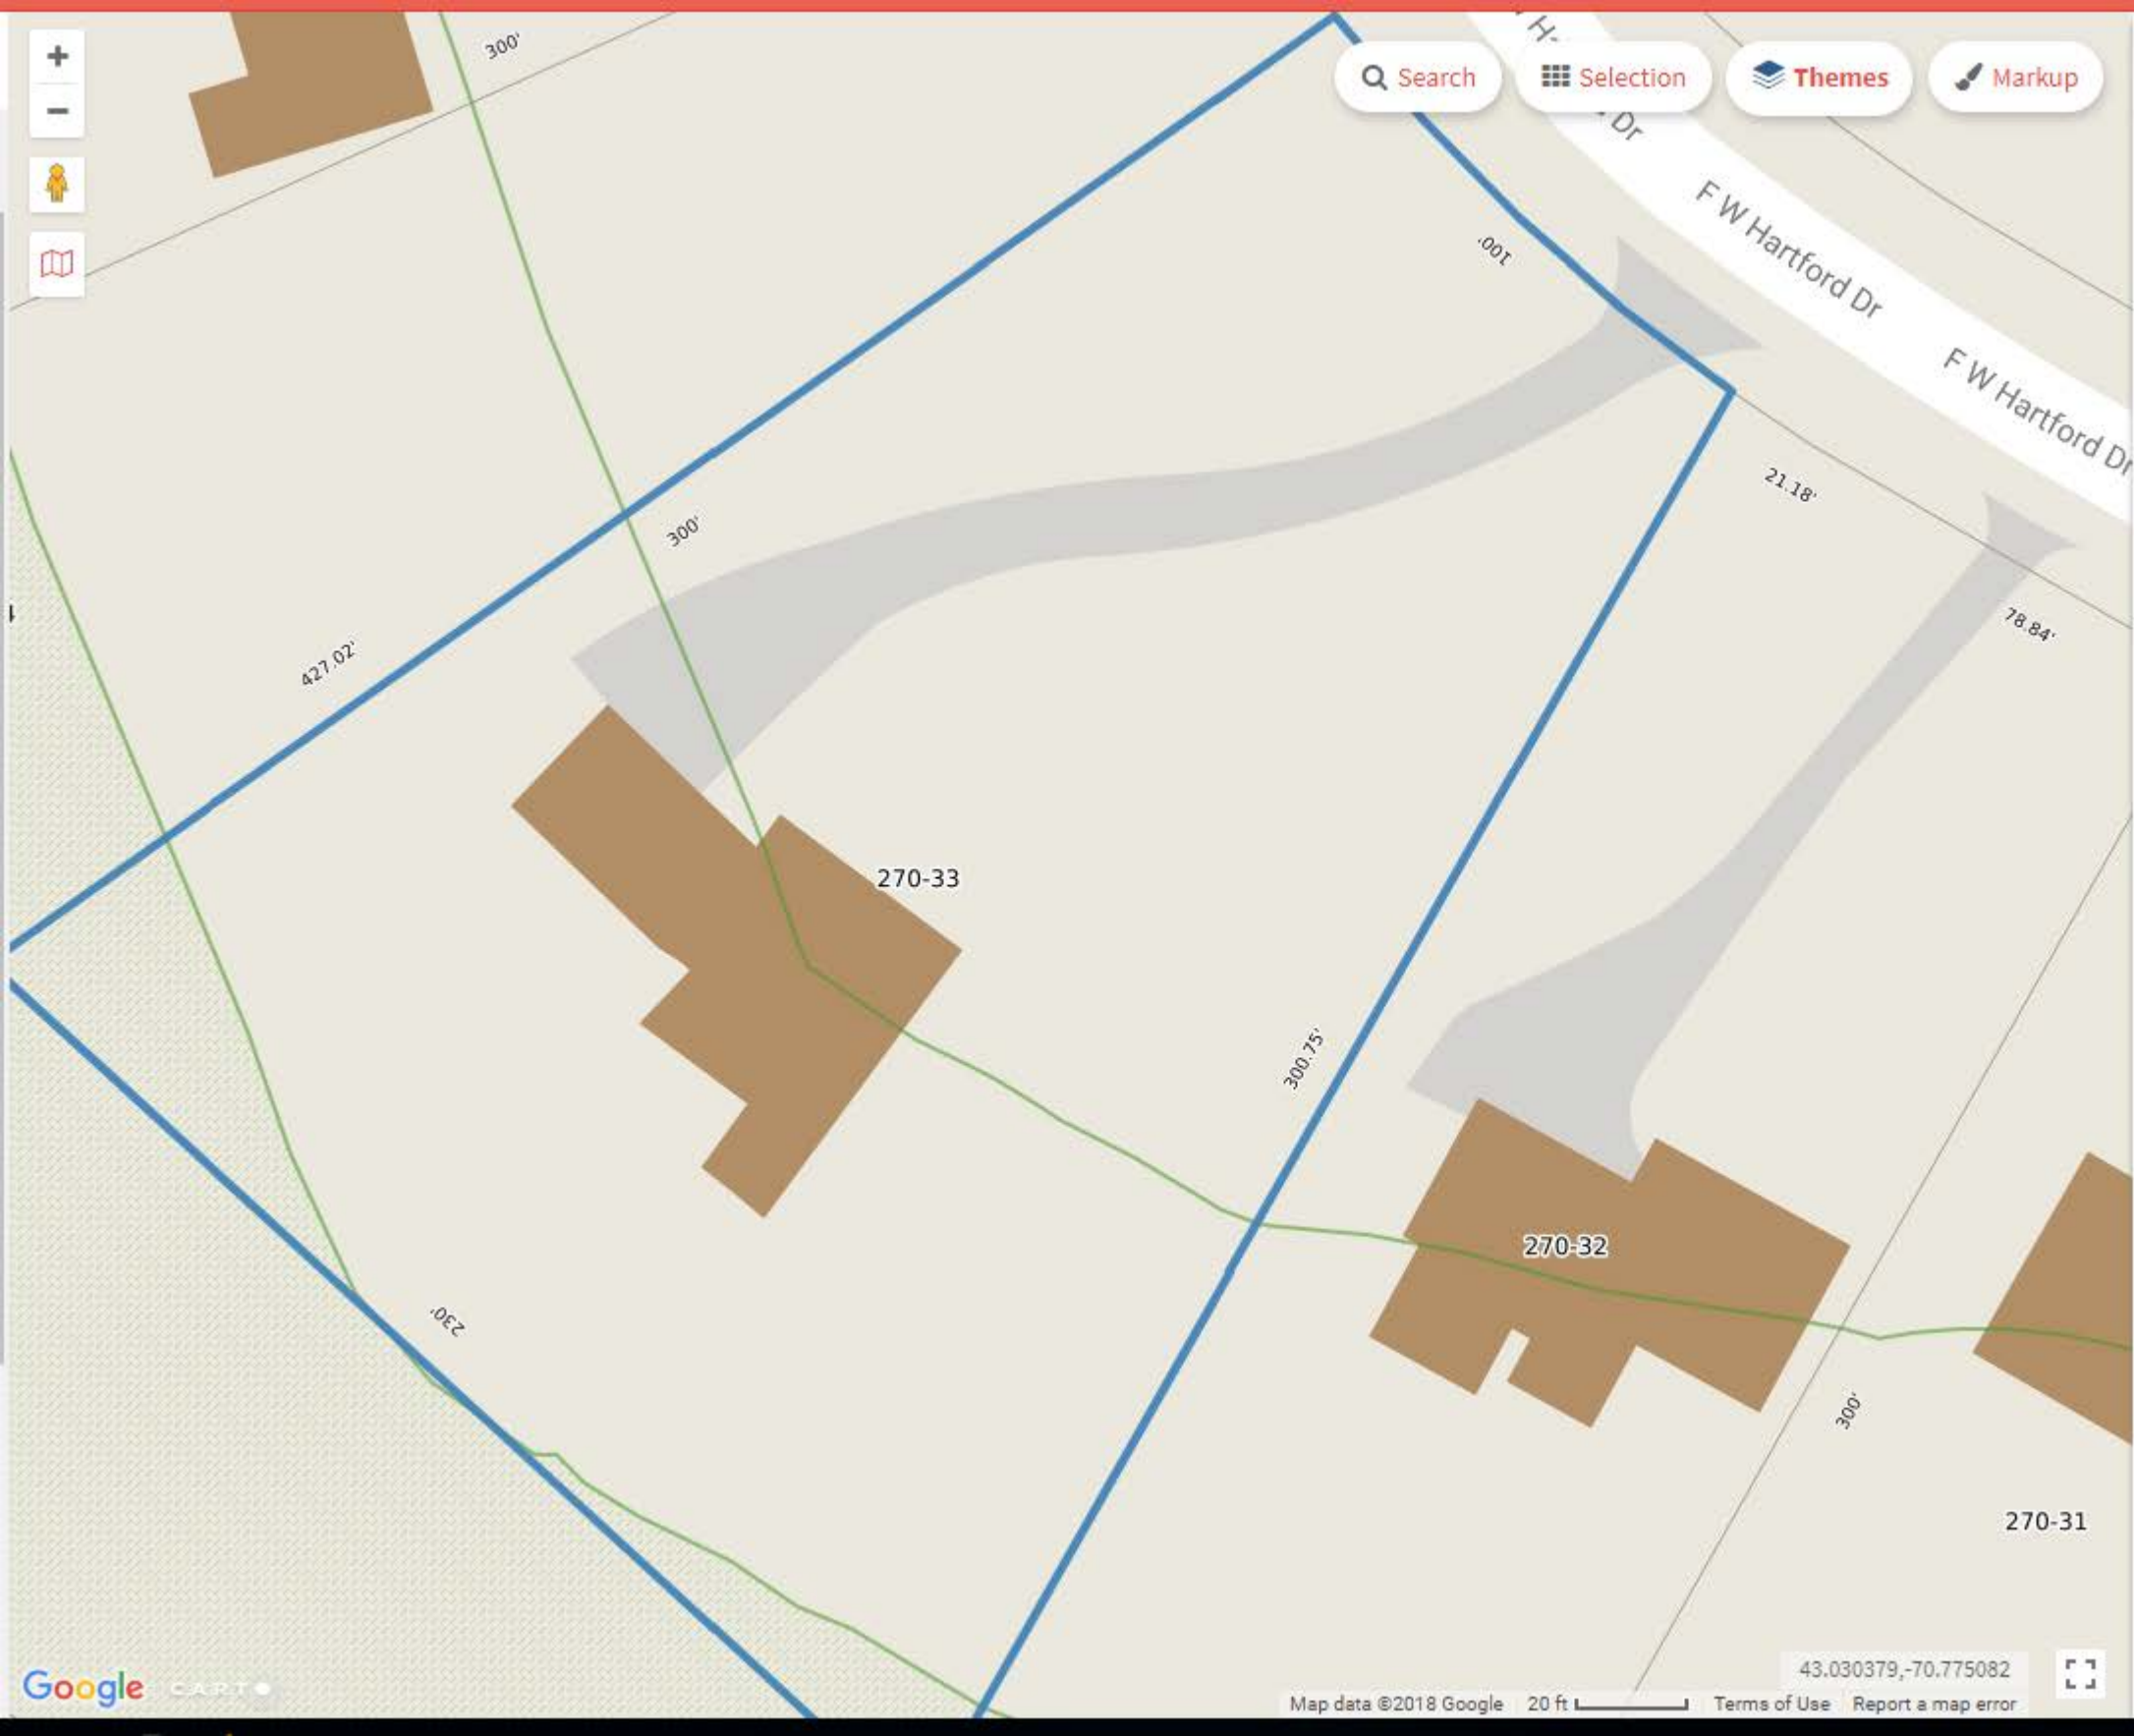 +
−
Search
Selection
Themes
Markup
300'
Dr
100'
F W Hartford Dr
F W Hartford Dr
21.18'
78.84'
300'
427.02'
270-33
300.75'
270-32
230'
300'
270-31
43.030379,-70.775082
Google
CARTO
Map data ©2018 Google
20 ft
Terms of Use
Report a map error